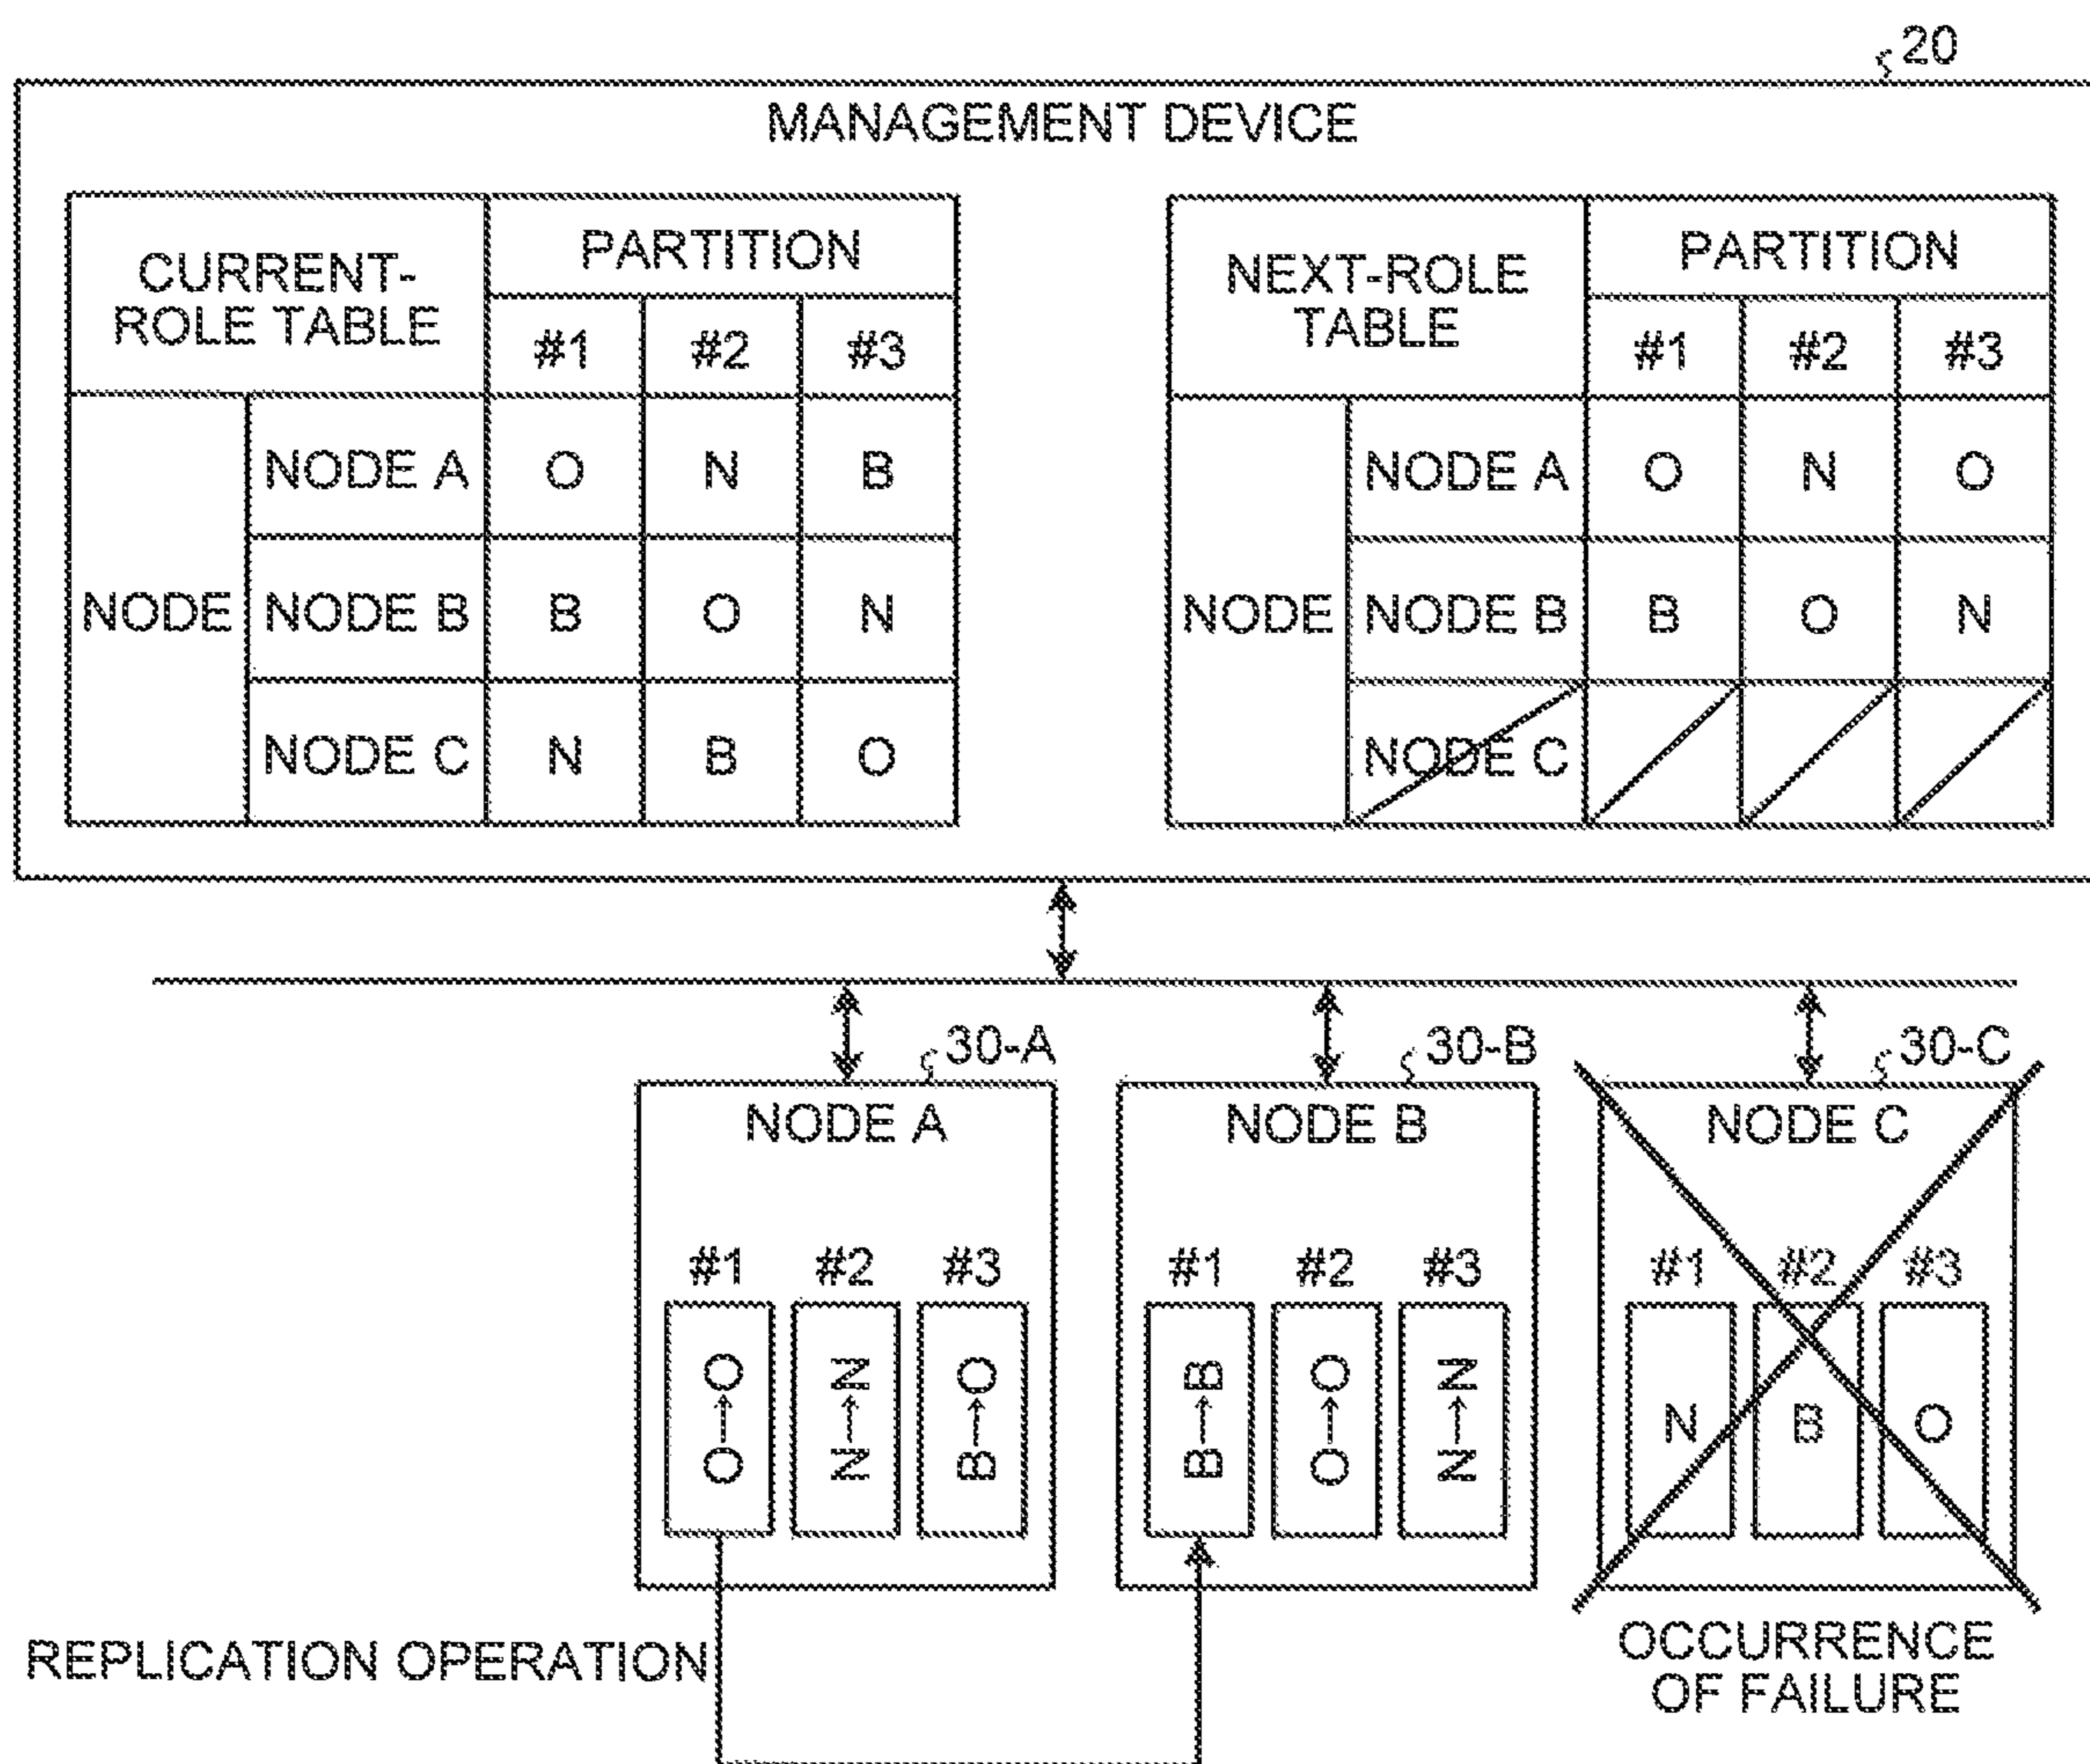 20
MANAGEMENT DEVICE
CURRENT-
ROLE TABLE
PARTITION
#1 #2 #3
NODE
NODE A O N B
NODE B B O N
NODE C N B O
NEXT-ROLE
TABLE
PARTITION
#1 #2 #3
NODE
NODE A O N O
NODE B B O N
NODE C
30-A
NODE A
#1 #2 #3
O→O N→N B→O
30-B
NODE B
#1 #2 #3
B→B O→O N→N
30-C
NODE C
#1 #2 #3
N B O
REPLICATION OPERATION
OCCURRENCE
OF FAILURE